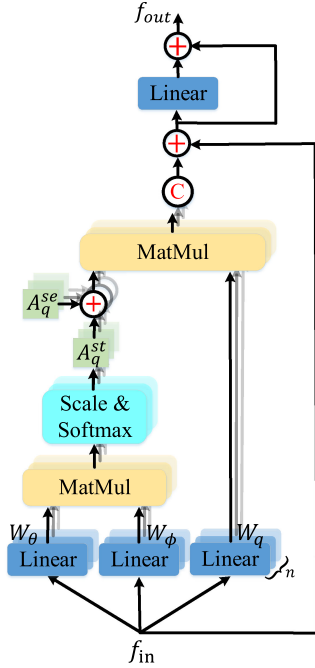 f_out
+
Linear
+
C
MatMul
A_q^se + 
A_q^st
Scale &
Softmax
MatMul
W_θ W_ϕ W_q
Linear Linear Linear
n
f_in